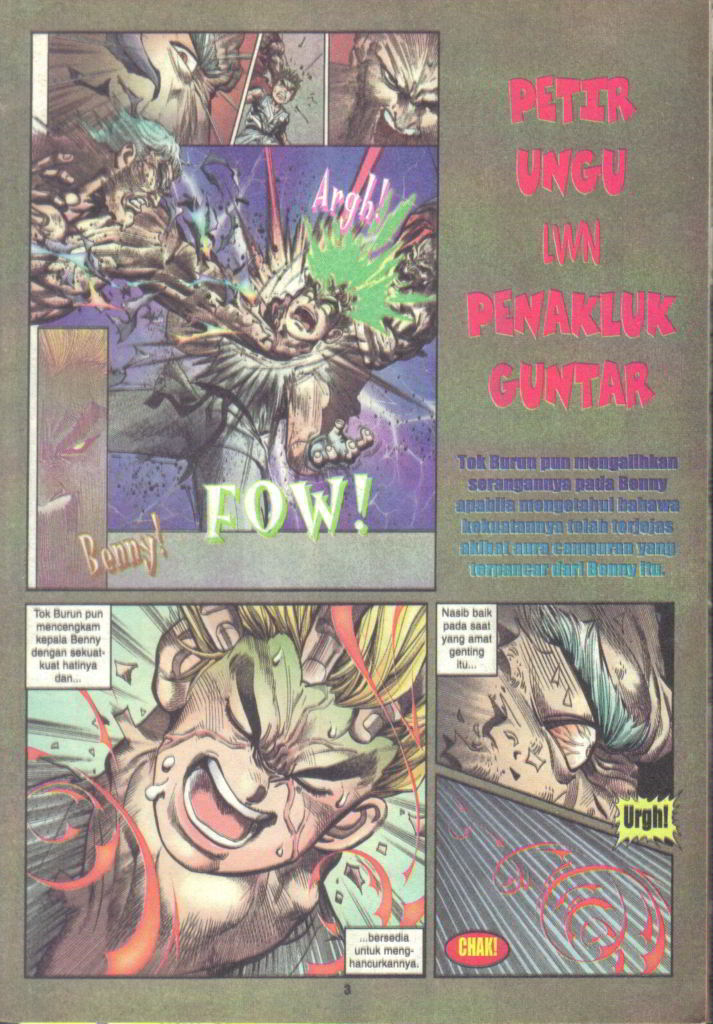 PETIR
UNGU
LWN
PENAKLUK
GUNTAR
Argh!
FOW!
Benny!
Tok Burun pun mengalihkan
serangannya pada Benny
apabila mengetahui bahawa
kekuatannya telah terjejas
akibat aura campuran yang
terpancar dari Benny itu.
Tok Burun pun
mencengkam
kepala Benny
dengan sekuat-
kuat hatinya
dan...
...bersedia
untuk meng-
hancurkannya.
Nasib baik
pada saat
yang amat
genting
itu...
Urgh!
CHAK!
3